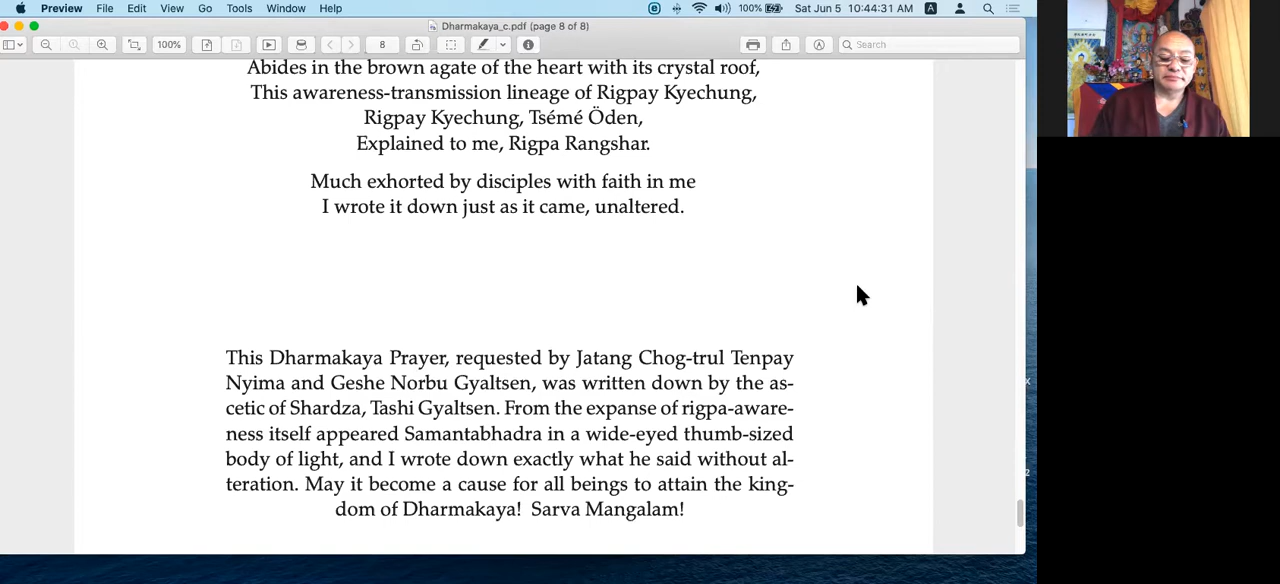 Preview File Edit View Go Tools Window Help 100% Sat Jun 5 10:44:31 AM A
Dharmakaya_c.pdf (page 8 of 8)
100% 8 Search
Abides in the brown agate of the heart with its crystal roof,
This awareness-transmission lineage of Rigpay Kyechung,
Rigpay Kyechung, Tsémé Öden,
Explained to me, Rigpa Rangshar.
Much exhorted by disciples with faith in me
I wrote it down just as it came, unaltered.
This Dharmakaya Prayer, requested by Jatang Chog-trul Tenpay
Nyima and Geshe Norbu Gyaltsen, was written down by the as-
cetic of Shardza, Tashi Gyaltsen. From the expanse of rigpa-aware-
ness itself appeared Samantabhadra in a wide-eyed thumb-sized
body of light, and I wrote down exactly what he said without al-
teration. May it become a cause for all beings to attain the king-
dom of Dharmakaya! Sarva Mangalam!